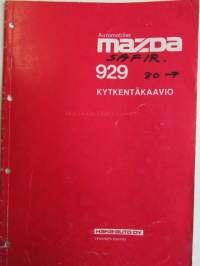 Automobiles
mazda
SAFIR.
929 80 →
KYTKENTÄKAAVIO
HAKA-AUTO OY